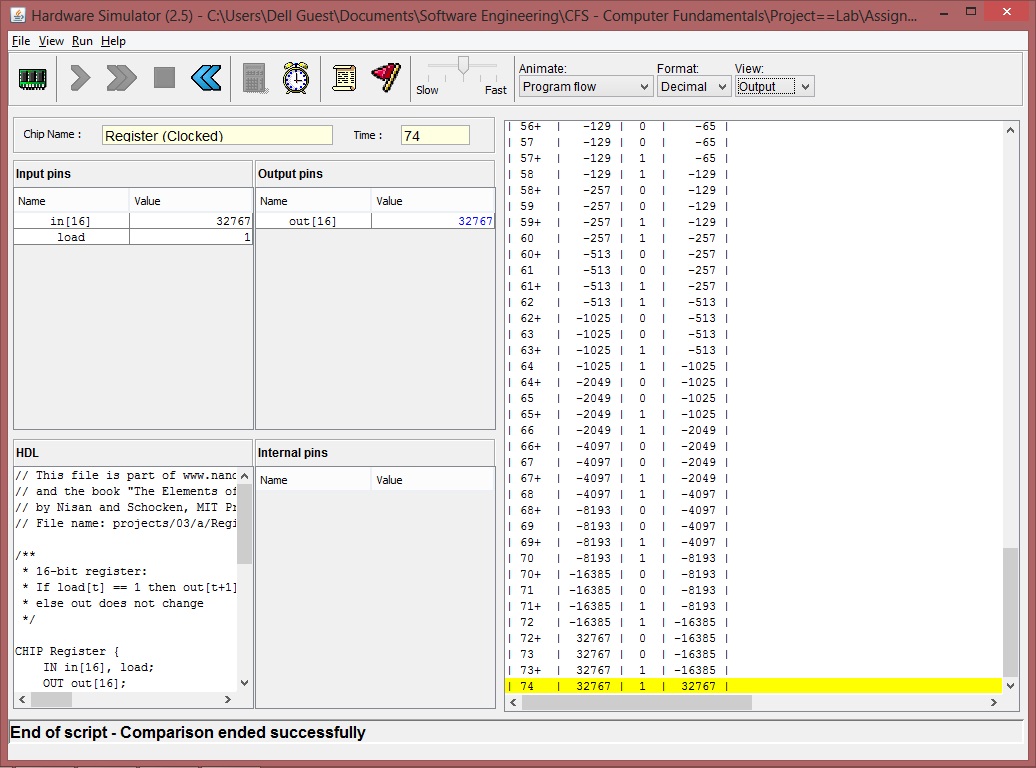 Hardware Simulator (2.5) - C:\Users\Dell Guest\Documents\Software Engineering\CFS - Computer Fundamentals\Project==Lab\Assign...
File View Run Help
Slow Fast
Animate: Format: View:
Program flow Decimal Output
Chip Name : Register (Clocked) Time : 74
Input pins
Name Value
in[16] 32767
load 1
Output pins
Name Value
out[16] 32767
HDL
// This file is part of www.nand
// and the book "The Elements of
// by Nisan and Schocken, MIT Pr
// File name: projects/03/a/Regi
/**
* 16-bit register:
* If load[t] == 1 then out[t+1]
* else out does not change
*/
CHIP Register {
IN in[16], load;
OUT out[16];
Internal pins
Name Value
| 56+ | -129 | 0 | -65 |
| 57 | -129 | 0 | -65 |
| 57+ | -129 | 1 | -65 |
| 58 | -129 | 1 | -129 |
| 58+ | -257 | 0 | -129 |
| 59 | -257 | 0 | -129 |
| 59+ | -257 | 1 | -129 |
| 60 | -257 | 1 | -257 |
| 60+ | -513 | 0 | -257 |
| 61 | -513 | 0 | -257 |
| 61+ | -513 | 1 | -257 |
| 62 | -513 | 1 | -513 |
| 62+ | -1025 | 0 | -513 |
| 63 | -1025 | 0 | -513 |
| 63+ | -1025 | 1 | -513 |
| 64 | -1025 | 1 | -1025 |
| 64+ | -2049 | 0 | -1025 |
| 65 | -2049 | 0 | -1025 |
| 65+ | -2049 | 1 | -1025 |
| 66 | -2049 | 1 | -2049 |
| 66+ | -4097 | 0 | -2049 |
| 67 | -4097 | 0 | -2049 |
| 67+ | -4097 | 1 | -2049 |
| 68 | -4097 | 1 | -4097 |
| 68+ | -8193 | 0 | -4097 |
| 69 | -8193 | 0 | -4097 |
| 69+ | -8193 | 1 | -4097 |
| 70 | -8193 | 1 | -8193 |
| 70+ | -16385 | 0 | -8193 |
| 71 | -16385 | 0 | -8193 |
| 71+ | -16385 | 1 | -8193 |
| 72 | -16385 | 1 | -16385 |
| 72+ | 32767 | 0 | -16385 |
| 73 | 32767 | 0 | -16385 |
| 73+ | 32767 | 1 | -16385 |
| 74 | 32767 | 1 | 32767 |
End of script - Comparison ended successfully